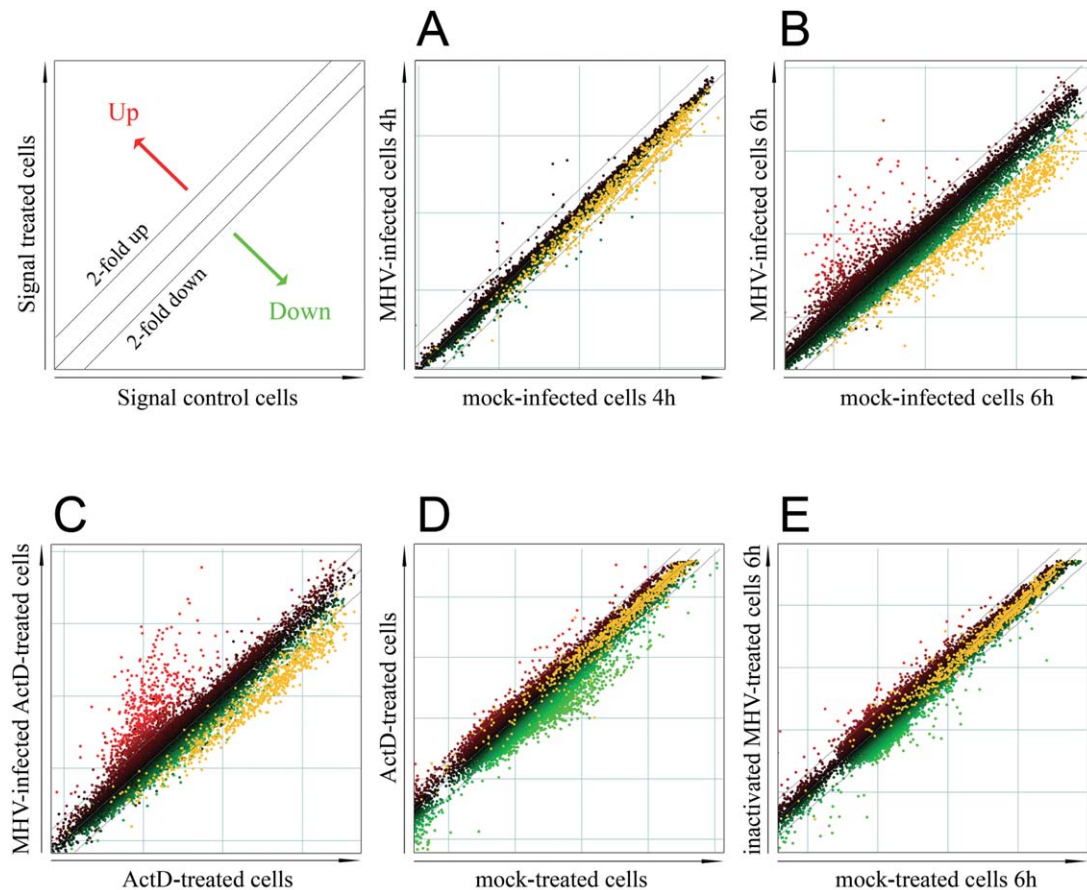 A
B
Signal treated cells
Up
2-fold up
2-fold down
Down
Signal control cells
MHV-infected cells 4h
mock-infected cells 4h
MHV-infected cells 6h
mock-infected cells 6h
C
D
E
MHV-infected ActD-treated cells
ActD-treated cells
ActD-treated cells
mock-treated cells
inactivated MHV-treated cells 6h
mock-treated cells 6h